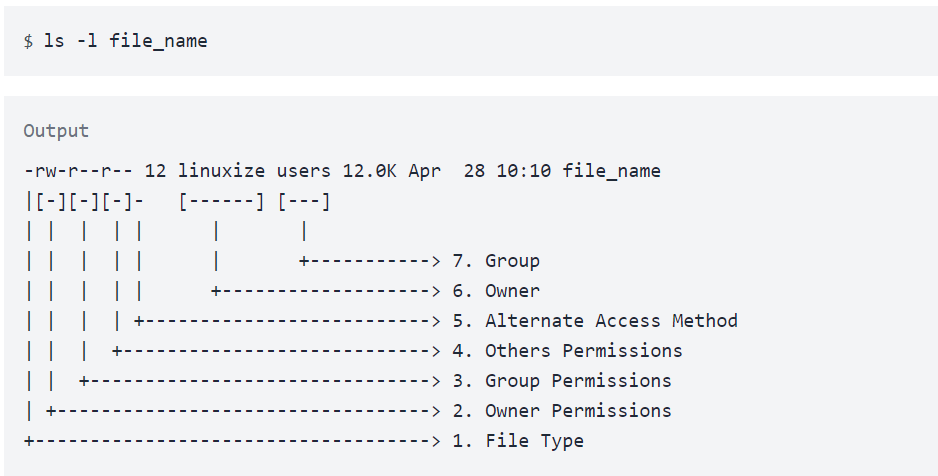 $ ls -l file_name
Output
-rw-r--r-- 12 linuxize users 12.0K Apr  28 10:10 file_name
|[-][-][-]-   [------] [---]
| |  |  | |      |       |
| |  |  | |      |       +-----------> 7. Group
| |  |  | |      +-------------------> 6. Owner
| |  |  | +--------------------------> 5. Alternate Access Method
| |  |  +----------------------------> 4. Others Permissions
| |  +-------------------------------> 3. Group Permissions
| +----------------------------------> 2. Owner Permissions
+------------------------------------> 1. File Type